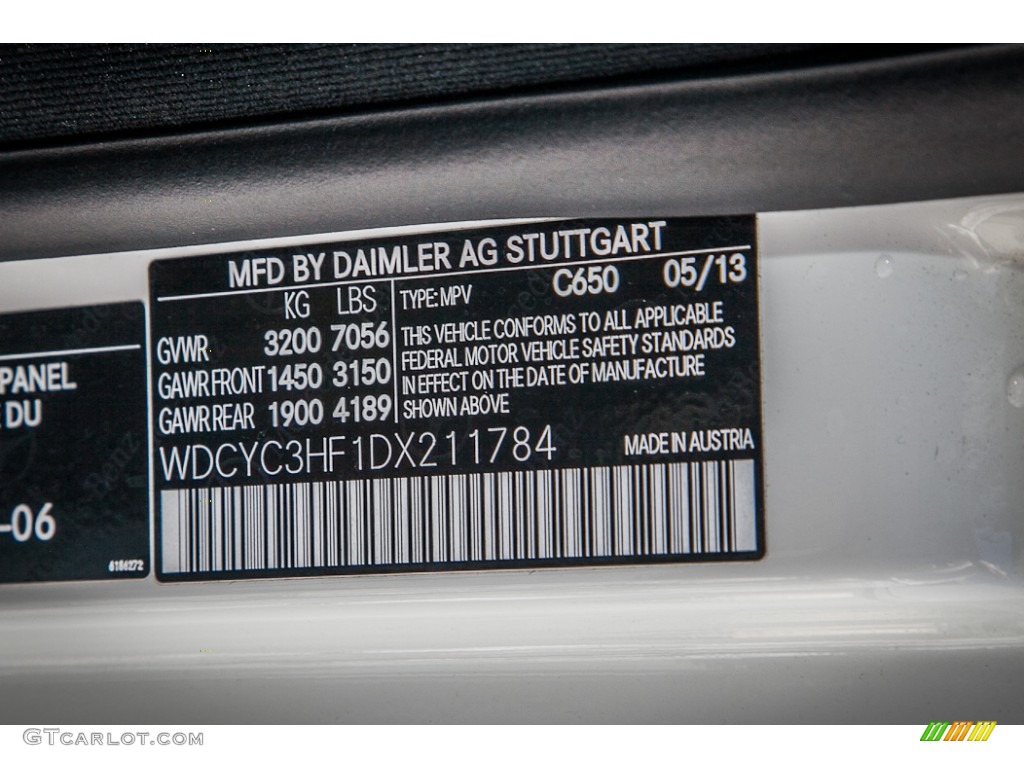 MFD BY DAIMLER AG STUTTGART
KG LBS
GVWR 3200 7056
GAWR FRONT 1450 3150
GAWR REAR 1900 4189
TYPE: MPV C650 05/13
THIS VEHICLE CONFORMS TO ALL APPLICABLE
FEDERAL MOTOR VEHICLE SAFETY STANDARDS
IN EFFECT ON THE DATE OF MANUFACTURE
SHOWN ABOVE
WDCYC3HF1DX211784
MADE IN AUSTRIA
PANEL
DU
-06
6184272
GTCARLOT.COM